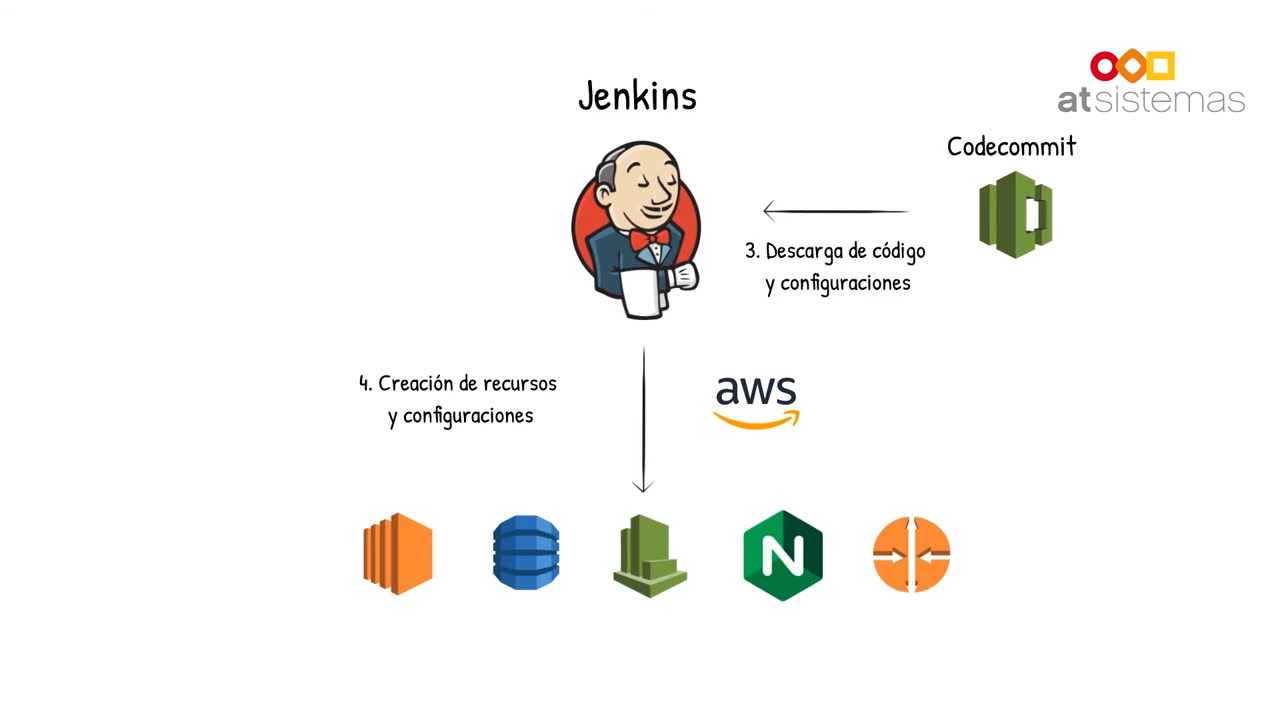 atsistemas
Jenkins
Codecommit
3. Descarga de código
y configuraciones
4. Creación de recursos
y configuraciones
aws
N